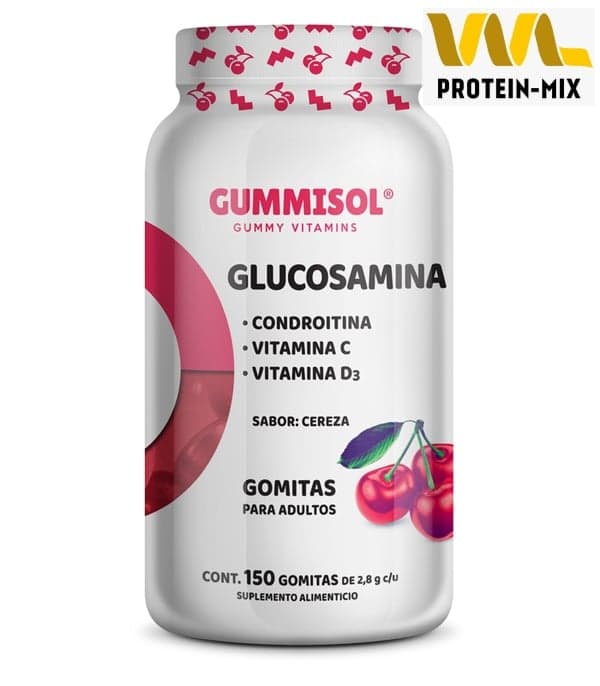 PROTEIN-MIX
GUMMISOL®
GUMMY VITAMINS
GLUCOSAMINA
• CONDROITINA
• VITAMINA C
• VITAMINA D3
SABOR: CEREZA
GOMITAS
PARA ADULTOS
CONT. 150 GOMITAS DE 2,8 g c/u
SUPLEMENTO ALIMENTICIO